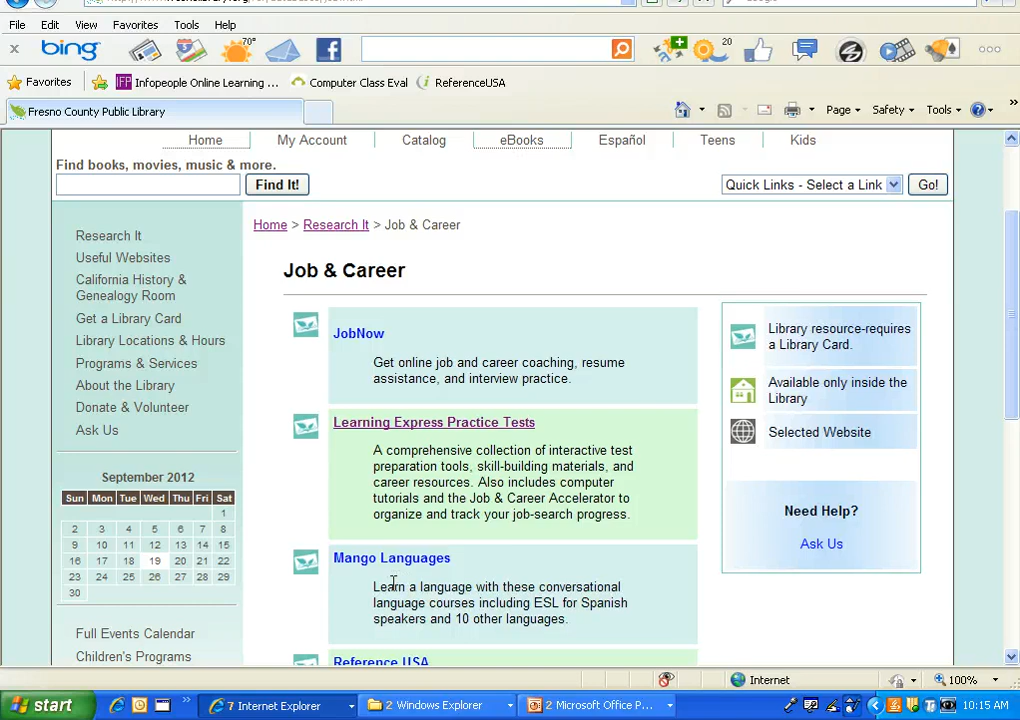 File Edit View Favorites Tools Help
x bing 70° 20
Favorites IFP Infopeople Online Learning ... Computer Class Eval ReferenceUSA
Fresno County Public Library Page Safety Tools »
Home My Account Catalog eBooks Español Teens Kids
Find books, movies, music & more.
Find It! Quick Links - Select a Link Go!
Home > Research It > Job & Career
Research It
Useful Websites
California History &
Genealogy Room
Get a Library Card
Library Locations & Hours
Programs & Services
About the Library
Donate & Volunteer
Ask Us
September 2012
Sun Mon Tue Wed Thu Fri Sat
1
2 3 4 5 6 7 8
9 10 11 12 13 14 15
16 17 18 19 20 21 22
23 24 25 26 27 28 29
30
Full Events Calendar
Children's Programs
Job & Career
JobNow
Get online job and career coaching, resume
assistance, and interview practice.
Learning Express Practice Tests
A comprehensive collection of interactive test
preparation tools, skill-building materials, and
career resources. Also includes computer
tutorials and the Job & Career Accelerator to
organize and track your job-search progress.
Mango Languages
Learn a language with these conversational
language courses including ESL for Spanish
speakers and 10 other languages.
Reference USA
Library resource-requires
a Library Card.
Available only inside the
Library
Selected Website
Need Help?
Ask Us
Internet 100%
start » 7 Internet Explorer 2 Windows Explorer 2 Microsoft Office P... 10:15 AM